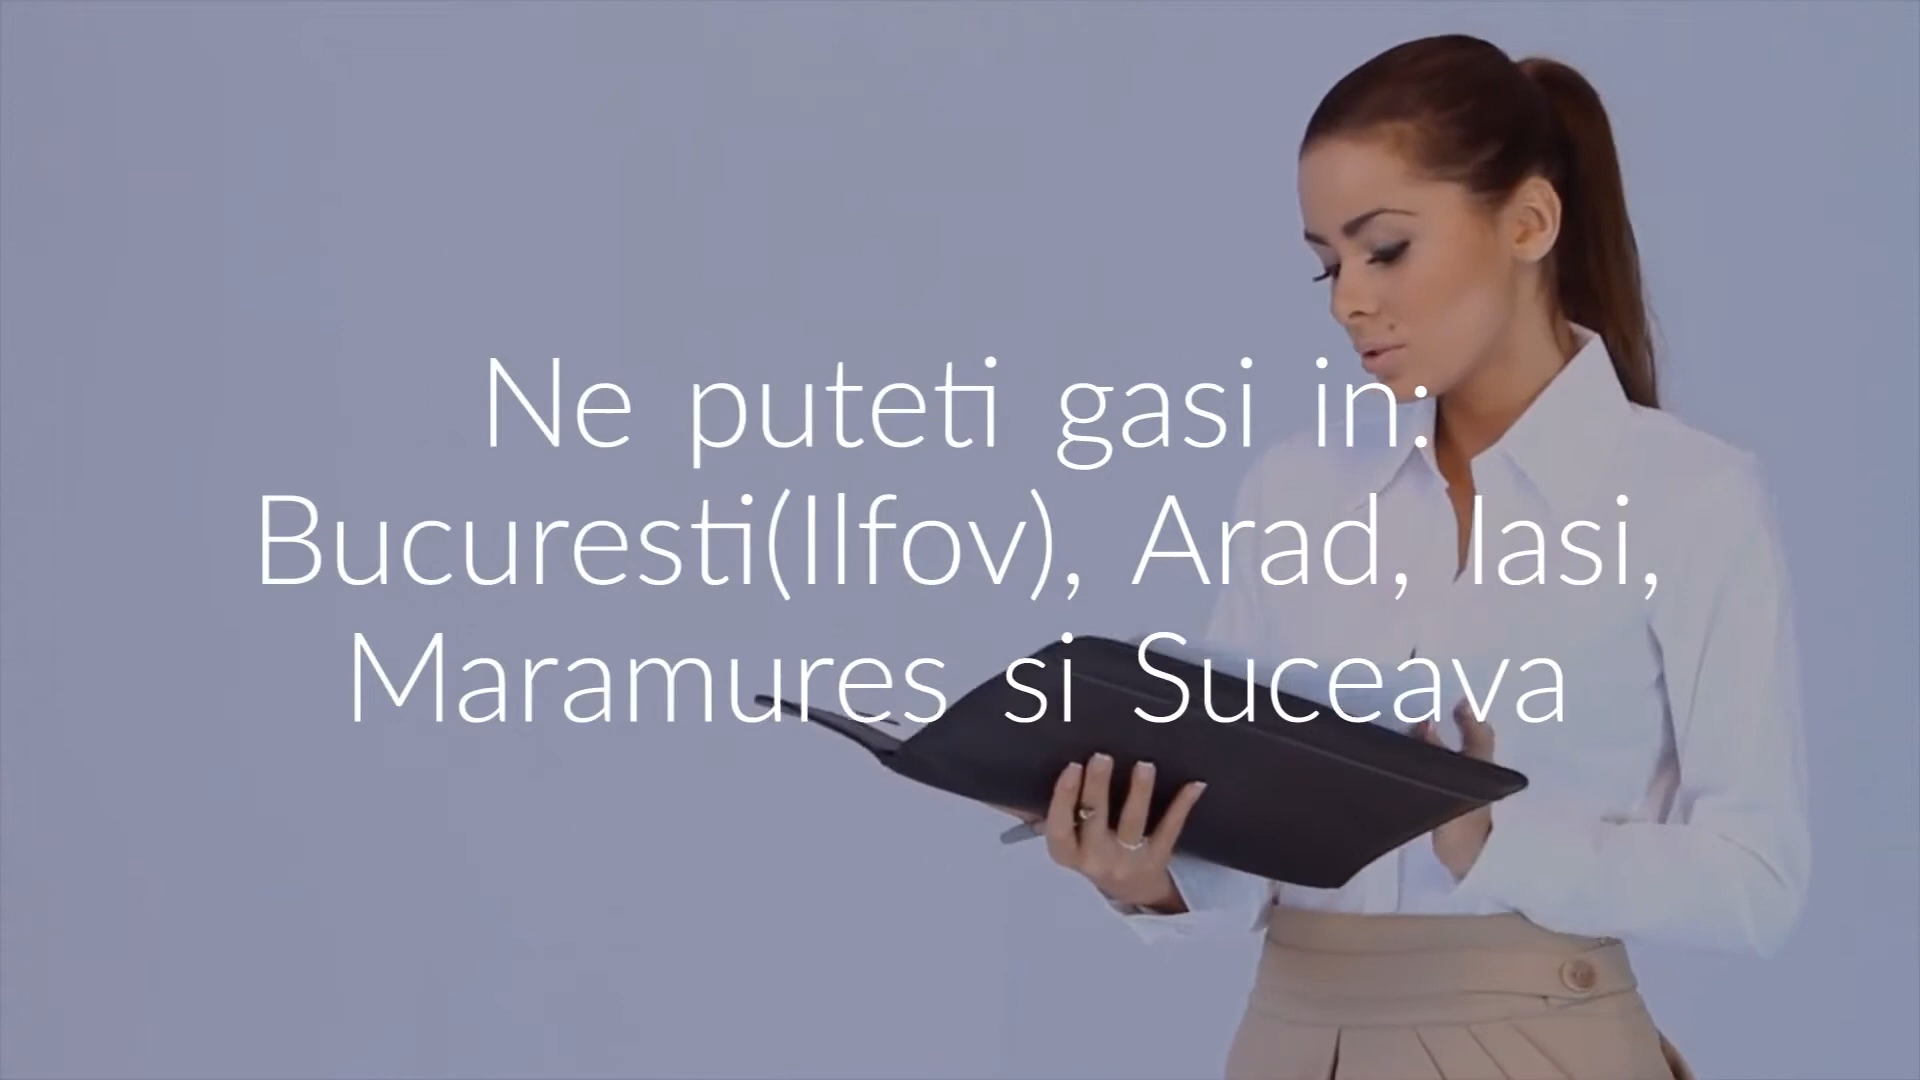 Ne puteti gasi in:
Bucuresti(Ilfov), Arad, Iasi,
Maramures si Suceava